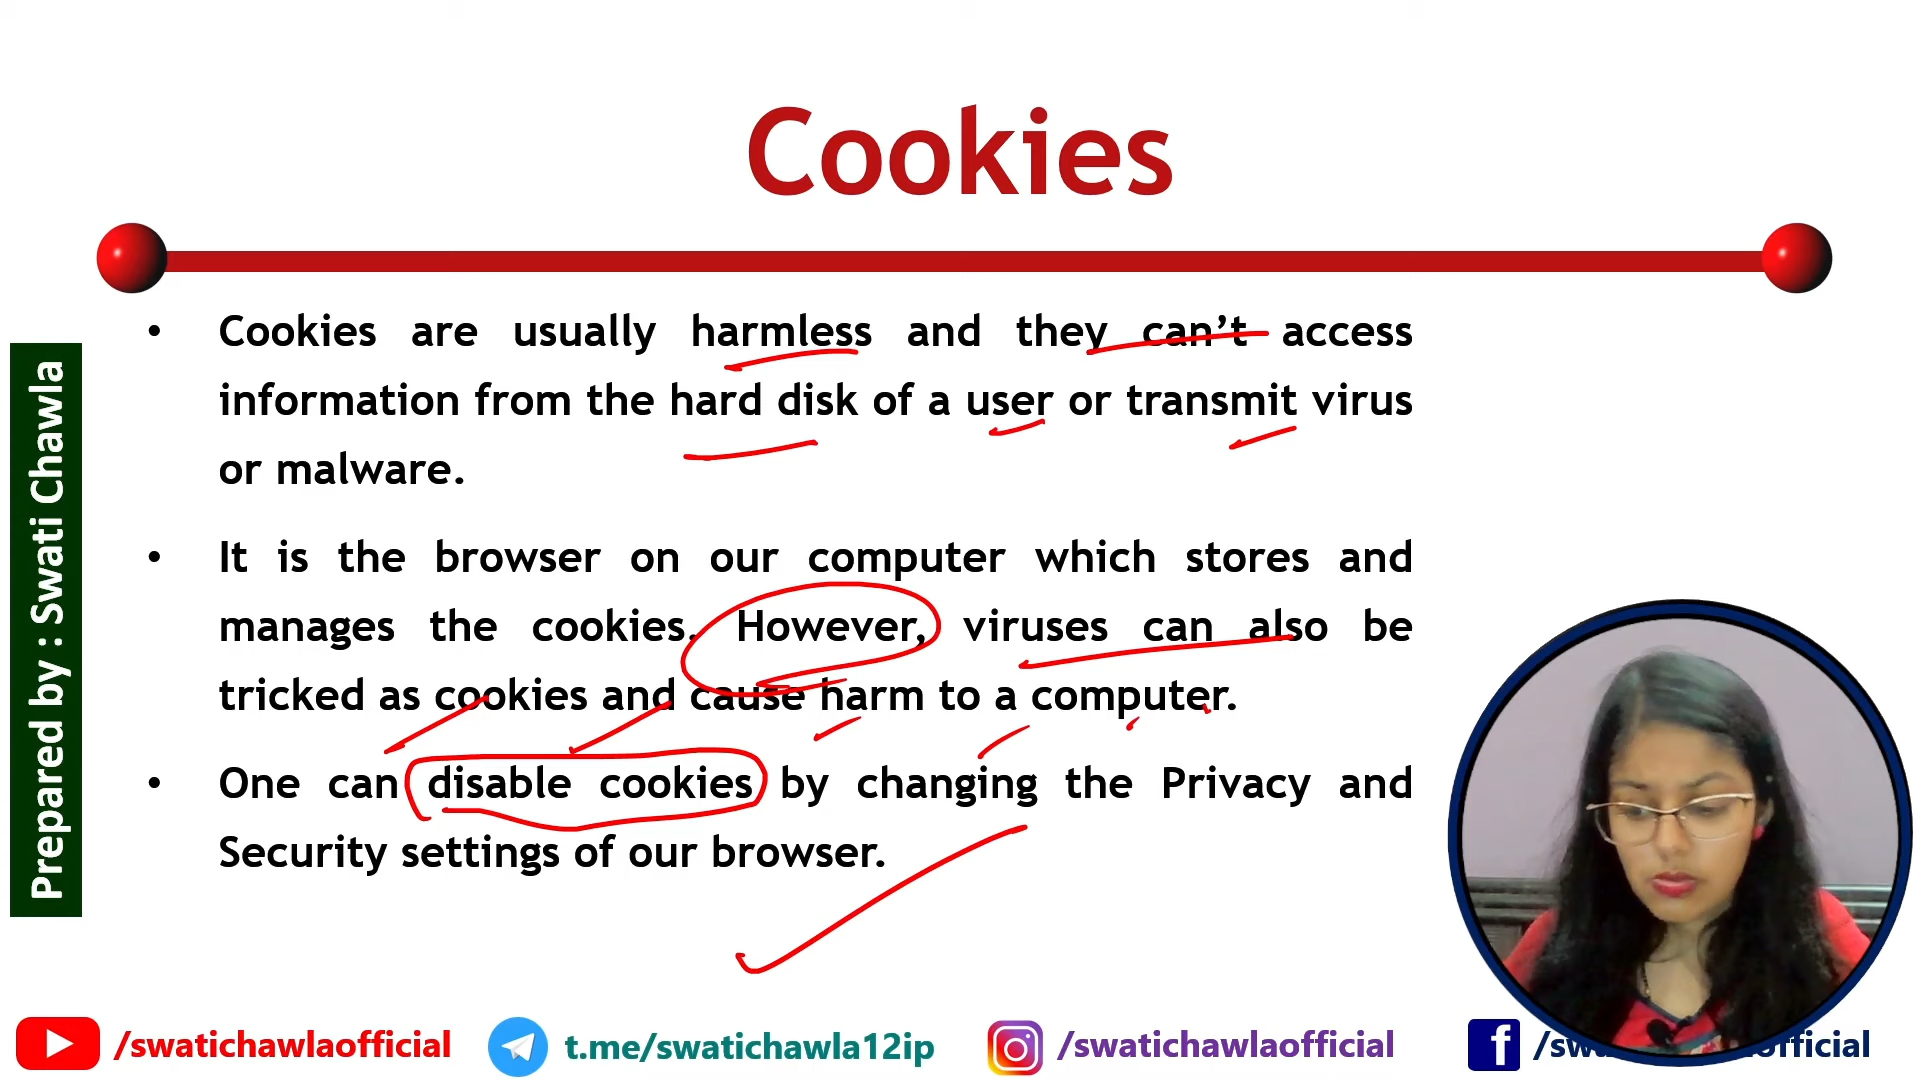 Cookies
• Cookies are usually harmless and they can’t access
information from the hard disk of a user or transmit virus
or malware.
• It is the browser on our computer which stores and
manages the cookies. However, viruses can also be
tricked as cookies and cause harm to a computer.
• One can disable cookies by changing the Privacy and
Security settings of our browser.
Prepared by : Swati Chawla
/swatichawlaofficial
t.me/swatichawla12ip
/swatichawlaofficial